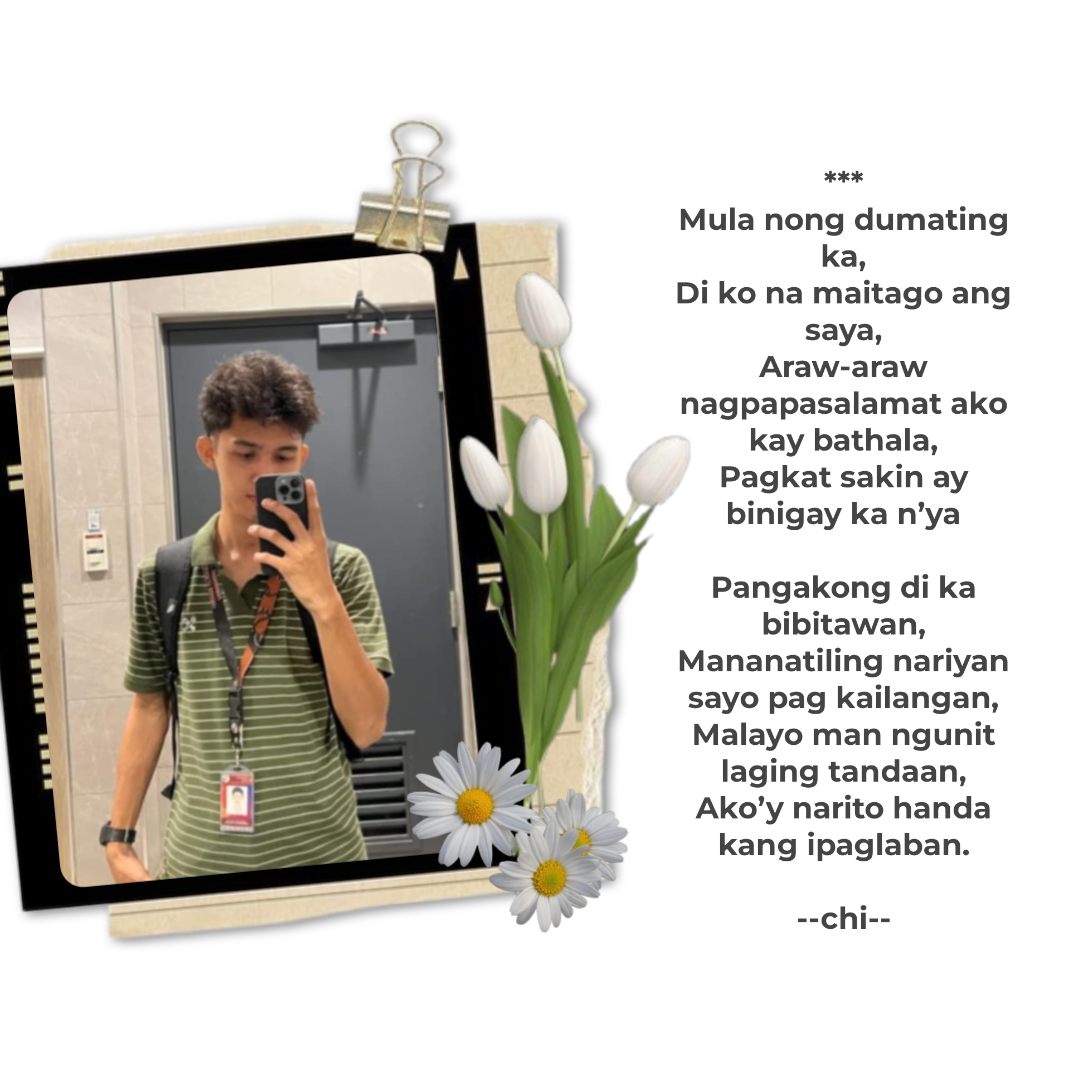 ***
Mula nong dumating
ka,
Di ko na maitago ang
saya,
Araw-araw
nagpapasalamat ako
kay bathala,
Pagkat sakin ay
binigay ka n’ya
Pangakong di ka
bibitawan,
Mananatiling nariyan
sayo pag kailangan,
Malayo man ngunit
laging tandaan,
Ako’y narito handa
kang ipaglaban.
--chi--